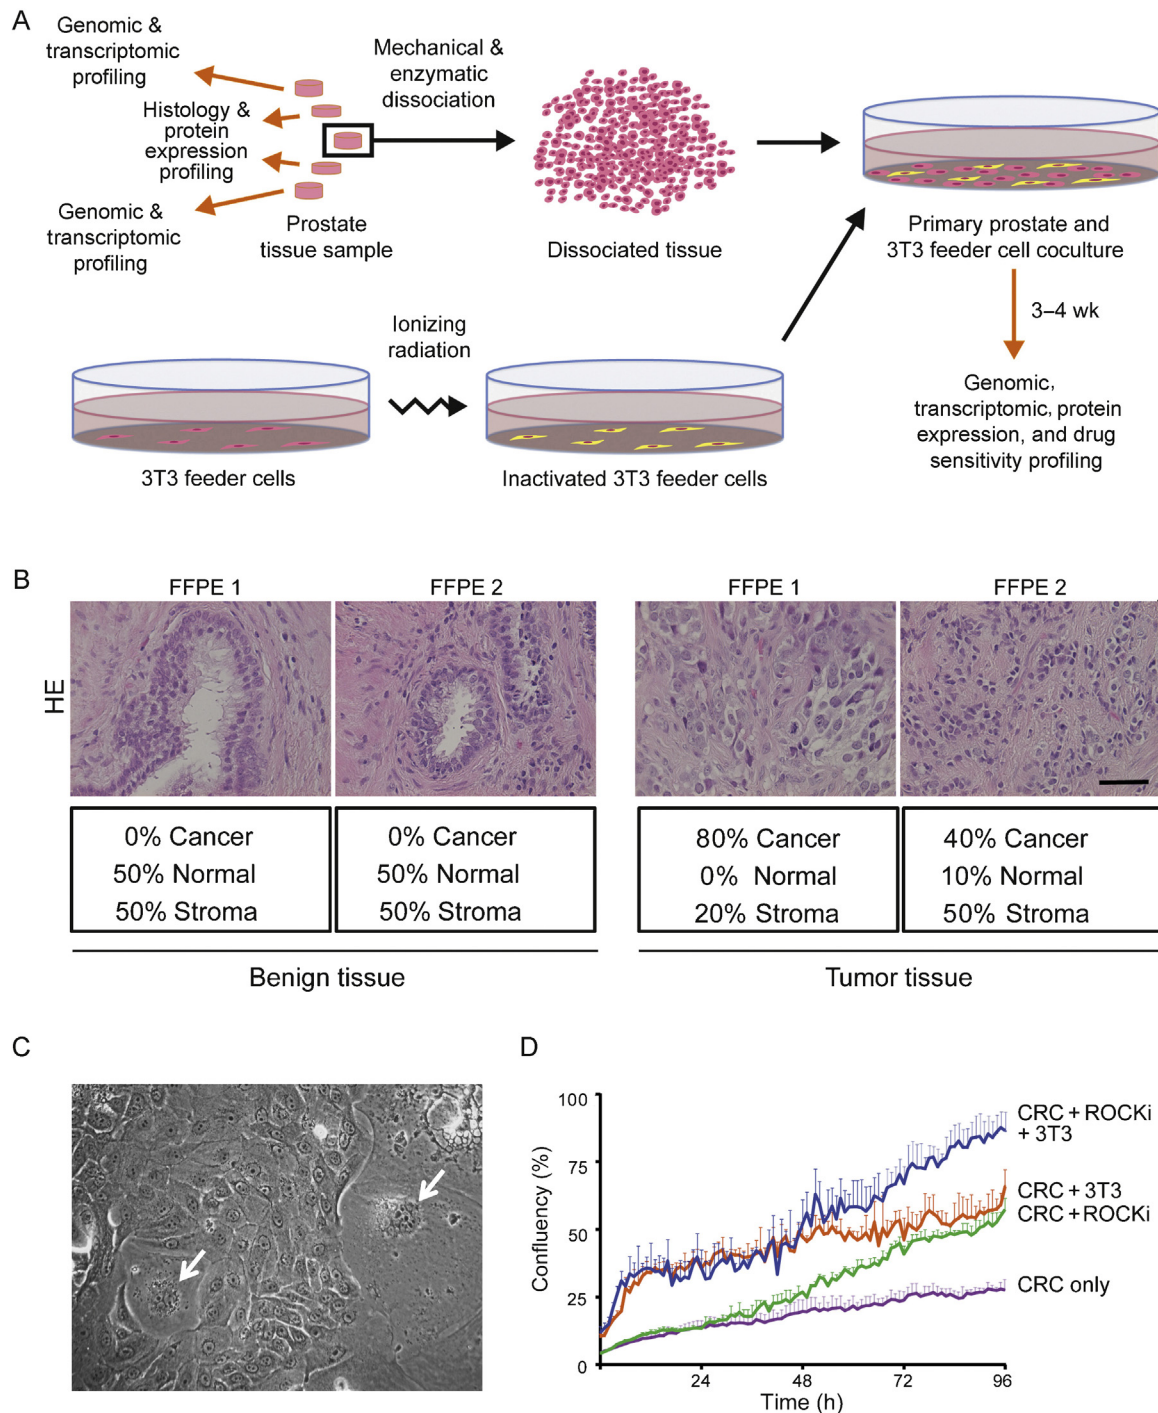 A
Genomic &
transcriptomic
profiling
Histology &
protein
expression
profiling
Genomic &
transcriptomic
profiling
Prostate
tissue sample
Mechanical &
enzymatic
dissociation
Dissociated tissue
Primary prostate and
3T3 feeder cell coculture
3–4 wk
Genomic,
transcriptomic, protein
expression, and drug
sensitivity profiling
3T3 feeder cells
Ionizing
radiation
Inactivated 3T3 feeder cells
B
FFPE 1
FFPE 2
FFPE 1
FFPE 2
HE
0% Cancer
50% Normal
50% Stroma
0% Cancer
50% Normal
50% Stroma
80% Cancer
0% Normal
20% Stroma
40% Cancer
10% Normal
50% Stroma
Benign tissue
Tumor tissue
C
D
Confluency (%)
100
75
50
25
0
24
48
72
96
Time (h)
CRC + ROCKi
+ 3T3
CRC + 3T3
CRC + ROCKi
CRC only